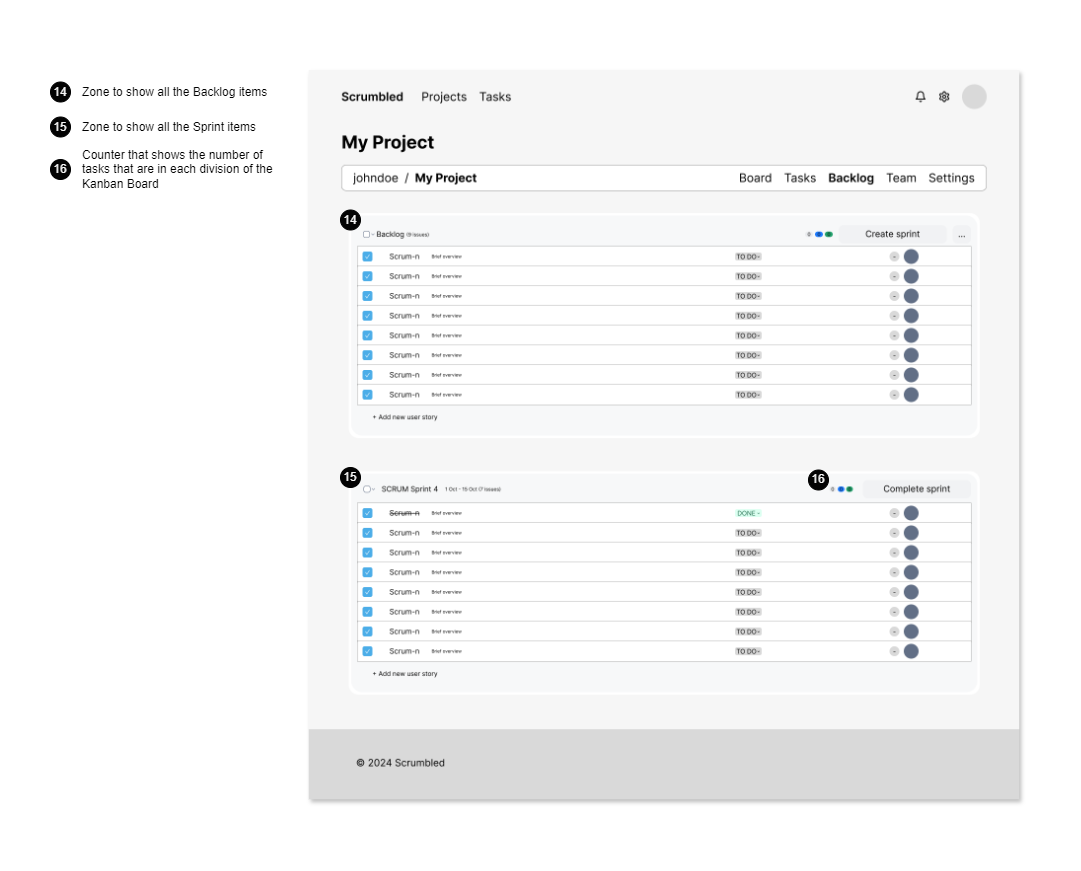 14 Zone to show all the Backlog items
15 Zone to show all the Sprint items
16 Counter that shows the number of
tasks that are in each division of the
Kanban Board
Scrumbled Projects Tasks
My Project
johndoe / My Project Board Tasks Backlog Team Settings
14
Backlog (9 issues) Create sprint ...
Scrum-n Brief overview TO DO
Scrum-n Brief overview TO DO
Scrum-n Brief overview TO DO
Scrum-n Brief overview TO DO
Scrum-n Brief overview TO DO
Scrum-n Brief overview TO DO
Scrum-n Brief overview TO DO
Scrum-n Brief overview TO DO
+ Add new user story
15 16
SCRUM Sprint 4 1 Oct - 15 Oct (7 issues) Complete sprint
Scrum-n Brief overview DONE
Scrum-n Brief overview TO DO
Scrum-n Brief overview TO DO
Scrum-n Brief overview TO DO
Scrum-n Brief overview TO DO
Scrum-n Brief overview TO DO
Scrum-n Brief overview TO DO
Scrum-n Brief overview TO DO
+ Add new user story
© 2024 Scrumbled